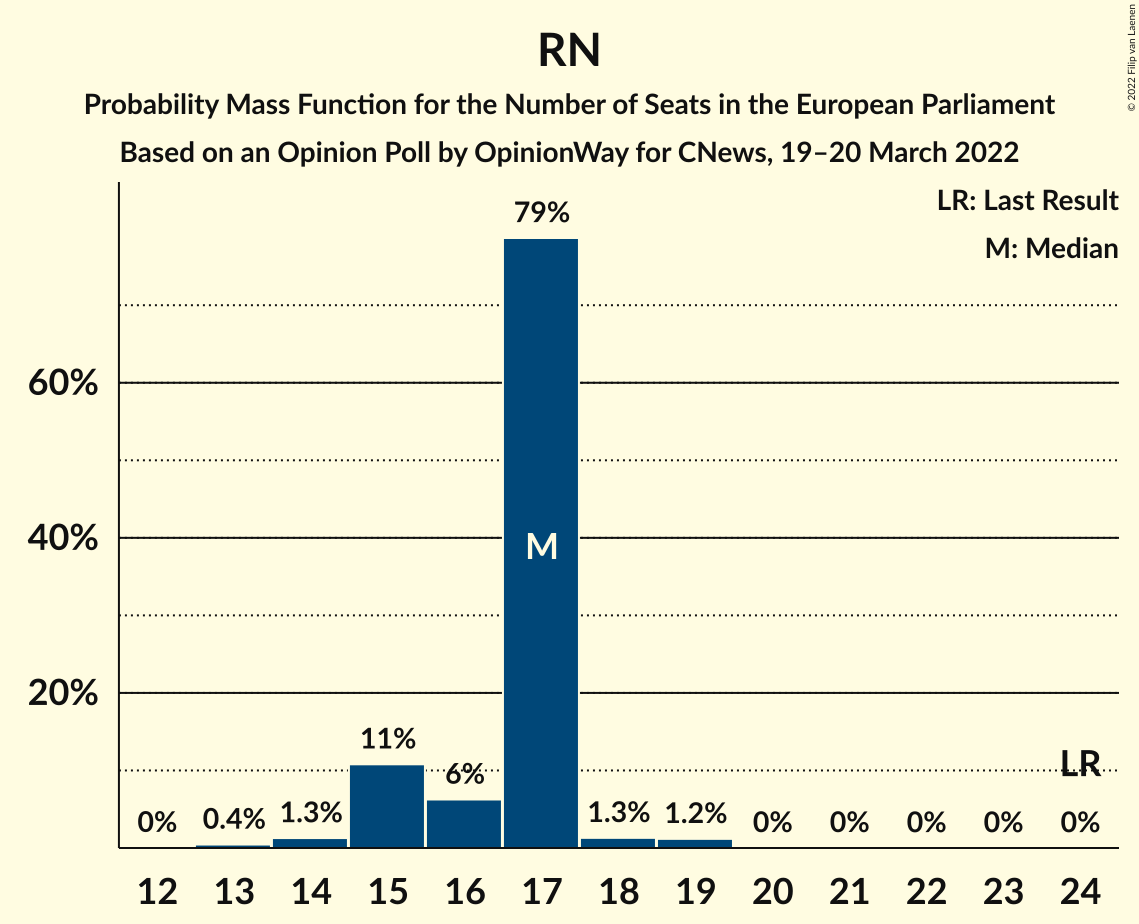 RN
Probability Mass Function for the Number of Seats in the European Parliament
Based on an Opinion Poll by OpinionWay for CNews, 19–20 March 2022
© 2022 Filip van Laenen
LR: Last Result
M: Median
79%
60%
40%
M
20%
11%
6%
LR
0% 0.4% 1.3% 1.3% 1.2% 0% 0% 0% 0% 0%
12 13 14 15 16 17 18 19 20 21 22 23 24